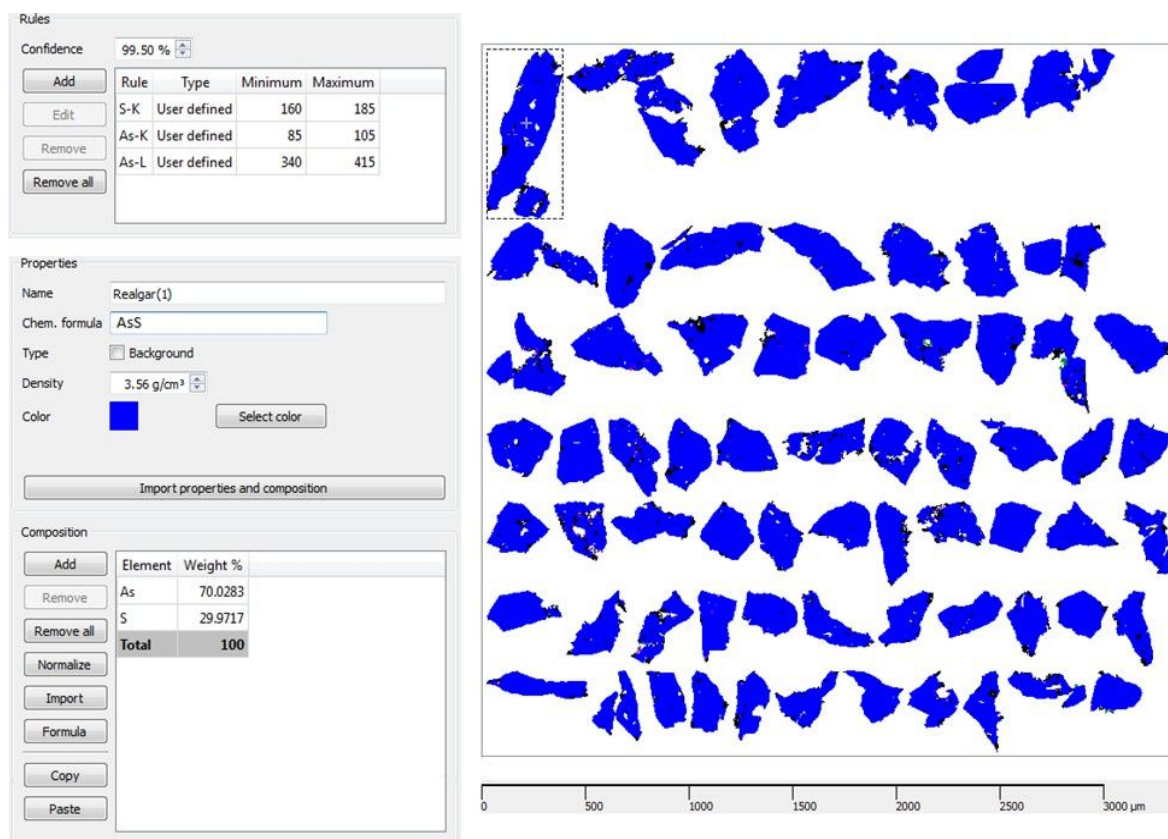 Rules
Confidence 99.50 %
Add
Edit
Remove
Remove all
Rule Type Minimum Maximum
S-K User defined 160 185
As-K User defined 85 105
As-L User defined 340 415
Properties
Name Realgar(1)
Chem. formula AsS
Type Background
Density 3.56 g/cm³
Color Select color
Import properties and composition
Composition
Add
Remove
Remove all
Normalize
Import
Formula
Copy
Paste
Element Weight %
As 70.0283
S 29.9717
Total 100
0 500 1000 1500 2000 2500 3000 µm